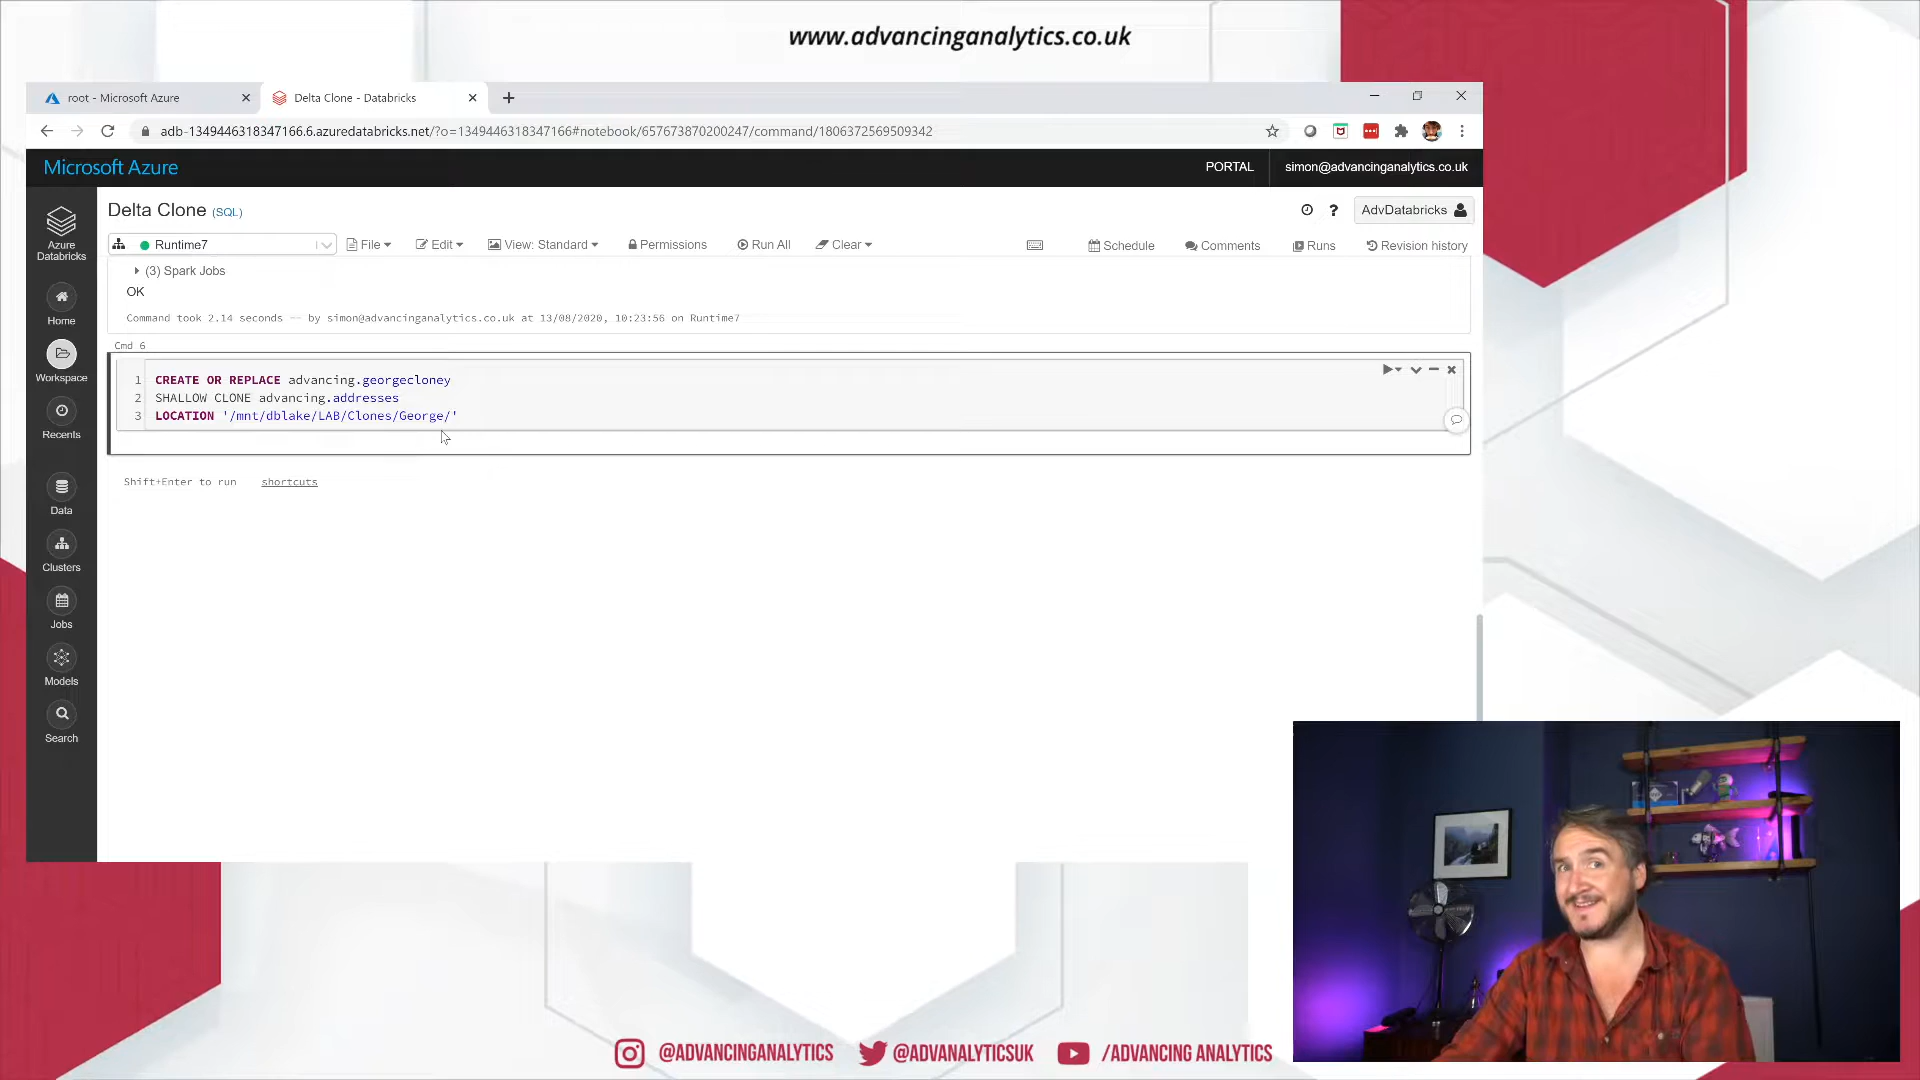 www.advancinganalytics.co.uk
root - Microsoft Azure
Delta Clone - Databricks
adb-1349446318347166.6.azuredatabricks.net/?o=1349446318347166#notebook/657673870200247/command/1806372569509342
Microsoft Azure
PORTAL
simon@advancinganalytics.co.uk
Azure Databricks
Home
Workspace
Recents
Data
Clusters
Jobs
Models
Search
Delta Clone (SQL)
? AdvDatabricks
Runtime7 File Edit View: Standard Permissions Run All Clear Schedule Comments Runs Revision history
(3) Spark Jobs
OK
Command took 2.14 seconds -- by simon@advancinganalytics.co.uk at 13/08/2020, 10:23:56 on Runtime7
Cmd 6
1 CREATE OR REPLACE advancing.georgecloney
2 SHALLOW CLONE advancing.addresses
3 LOCATION '/mnt/dblake/LAB/Clones/George/'
Shift+Enter to run shortcuts
@ADVANCINGANALYTICS @ADVANALYTICSUK /ADVANCING ANALYTICS